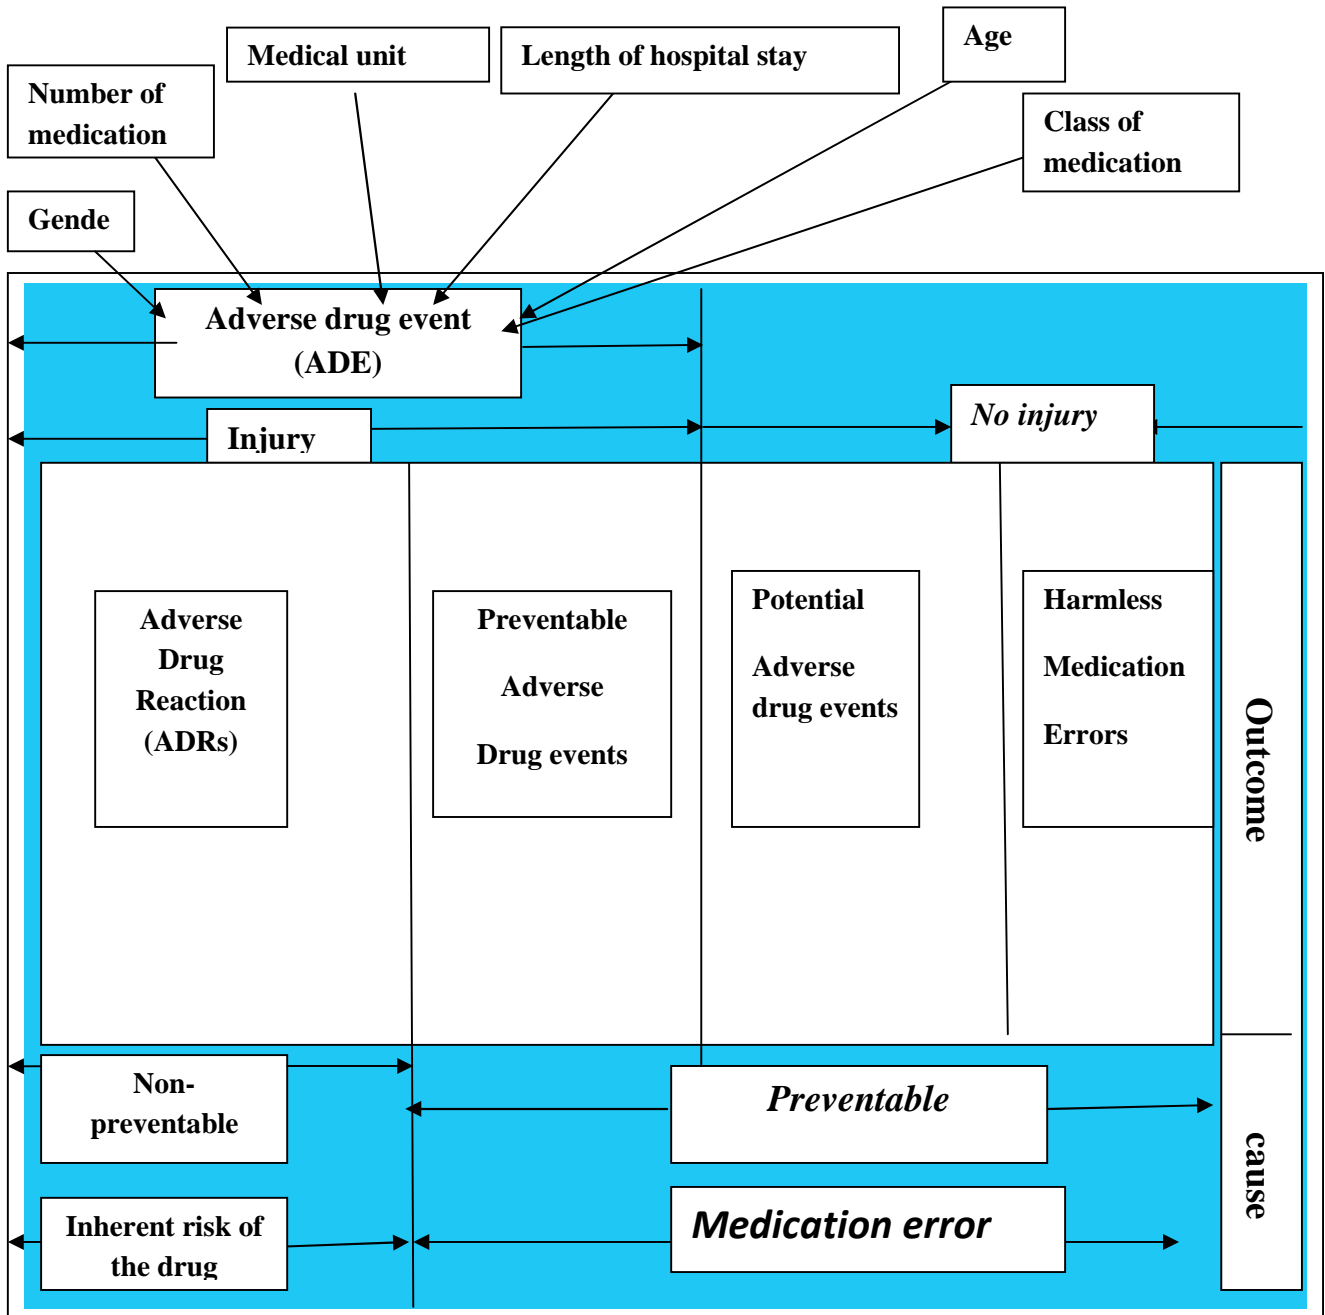 Age
Medical unit
Length of hospital stay
Number of
medication
Class of
medication
Gende
Adverse drug event
(ADE)
No injury
Injury
Adverse
Drug
Reaction
(ADRs)
Preventable
Adverse
Drug events
Potential
Adverse
drug events
Harmless
Medication
Errors
Outcome
Non-
preventable
Preventable
cause
Inherent risk of
the drug
Medication error